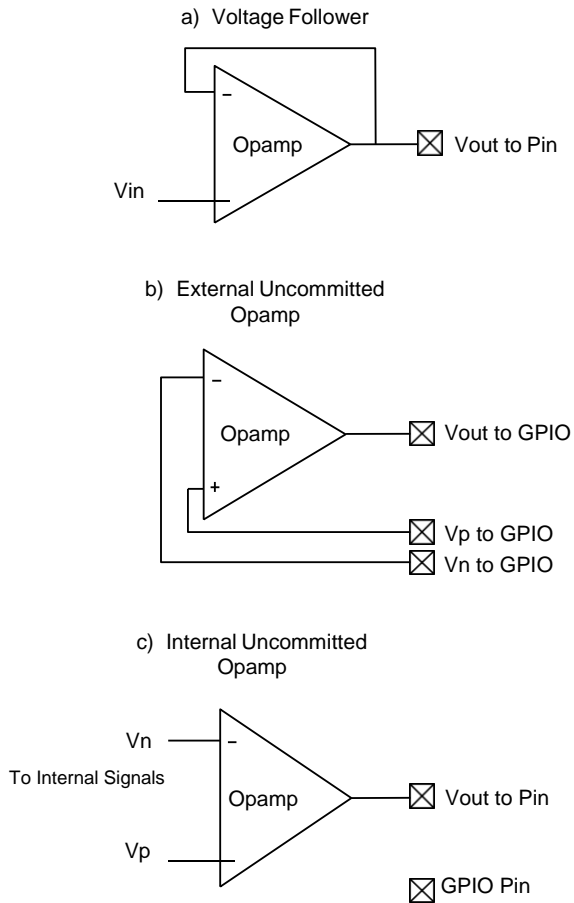 a) Voltage Follower
−
Opamp
Vout to Pin
Vin
b) External Uncommitted
Opamp
−
Opamp
Vout to GPIO
+
Vp to GPIO
Vn to GPIO
c) Internal Uncommitted
Opamp
Vn
−
To Internal Signals
Opamp
Vout to Pin
Vp
GPIO Pin